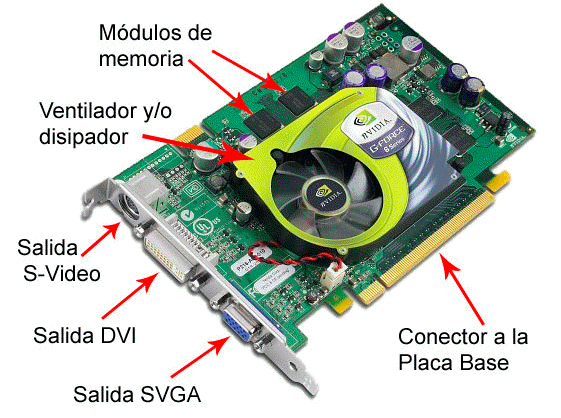 Módulos de
memoria
Ventilador y/o
disipador
nVIDIA.
G-FORCE
6 Series
nVIDIA
Salida
S-Video
Salida DVI
Salida SVGA
Conector a la
Placa Base